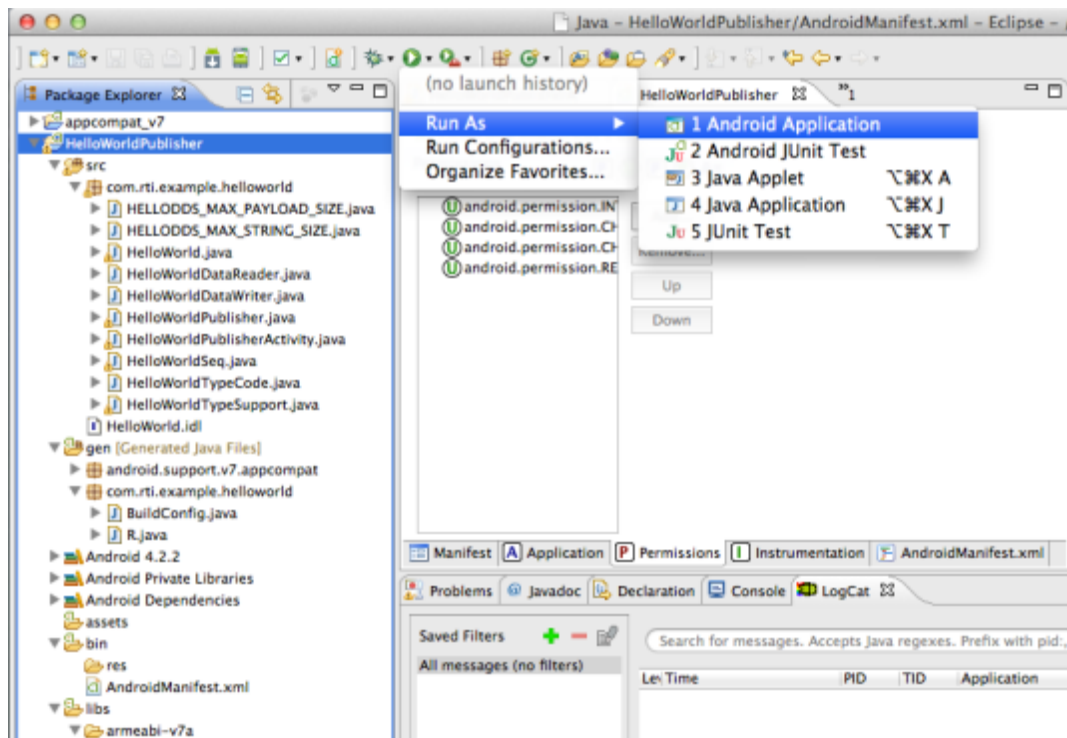 Java - HelloWorldPublisher/AndroidManifest.xml - Eclipse -
Package Explorer
appcompat_v7
HelloWorldPublisher
src
com.rti.example.helloworld
HELLODDS_MAX_PAYLOAD_SIZE.java
HELLODDS_MAX_STRING_SIZE.java
HelloWorld.java
HelloWorldDataReader.java
HelloWorldDataWriter.java
HelloWorldPublisher.java
HelloWorldPublisherActivity.java
HelloWorldSeq.java
HelloWorldTypeCode.java
HelloWorldTypeSupport.java
HelloWorld.idl
gen [Generated Java Files]
android.support.v7.appcompat
com.rti.example.helloworld
BuildConfig.java
R.java
Android 4.2.2
Android Private Libraries
Android Dependencies
assets
bin
res
AndroidManifest.xml
libs
armeabi-v7a
(no launch history)
Run As
Run Configurations...
Organize Favorites...
HelloWorldPublisher
"1
1 Android Application
2 Android JUnit Test
3 Java Applet ⌥⌘X A
4 Java Application ⌥⌘X J
5 JUnit Test ⌥⌘X T
android.permission.IN
android.permission.CH
android.permission.CH
android.permission.RE
Remove...
Up
Down
Manifest
Application
Permissions
Instrumentation
AndroidManifest.xml
Problems
Javadoc
Declaration
Console
LogCat
Saved Filters
All messages (no filters)
Search for messages. Accepts Java regexes. Prefix with pid:,
Le Time PID TID Application